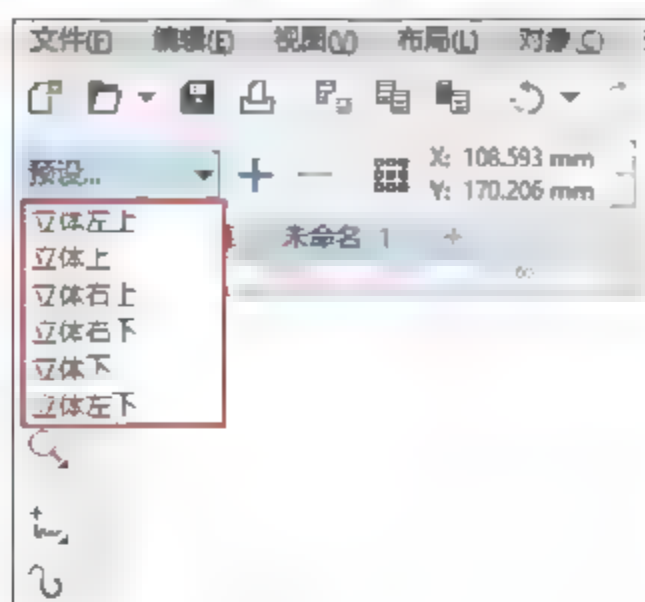 文件(F) 编辑(E) 视图(V) 布局(L) 对象(C)
预设... X: 108.593 mm
Y: 170.206 mm
立体左上
未命名 1
立体上
立体右上
立体右下
立体下
立体左下